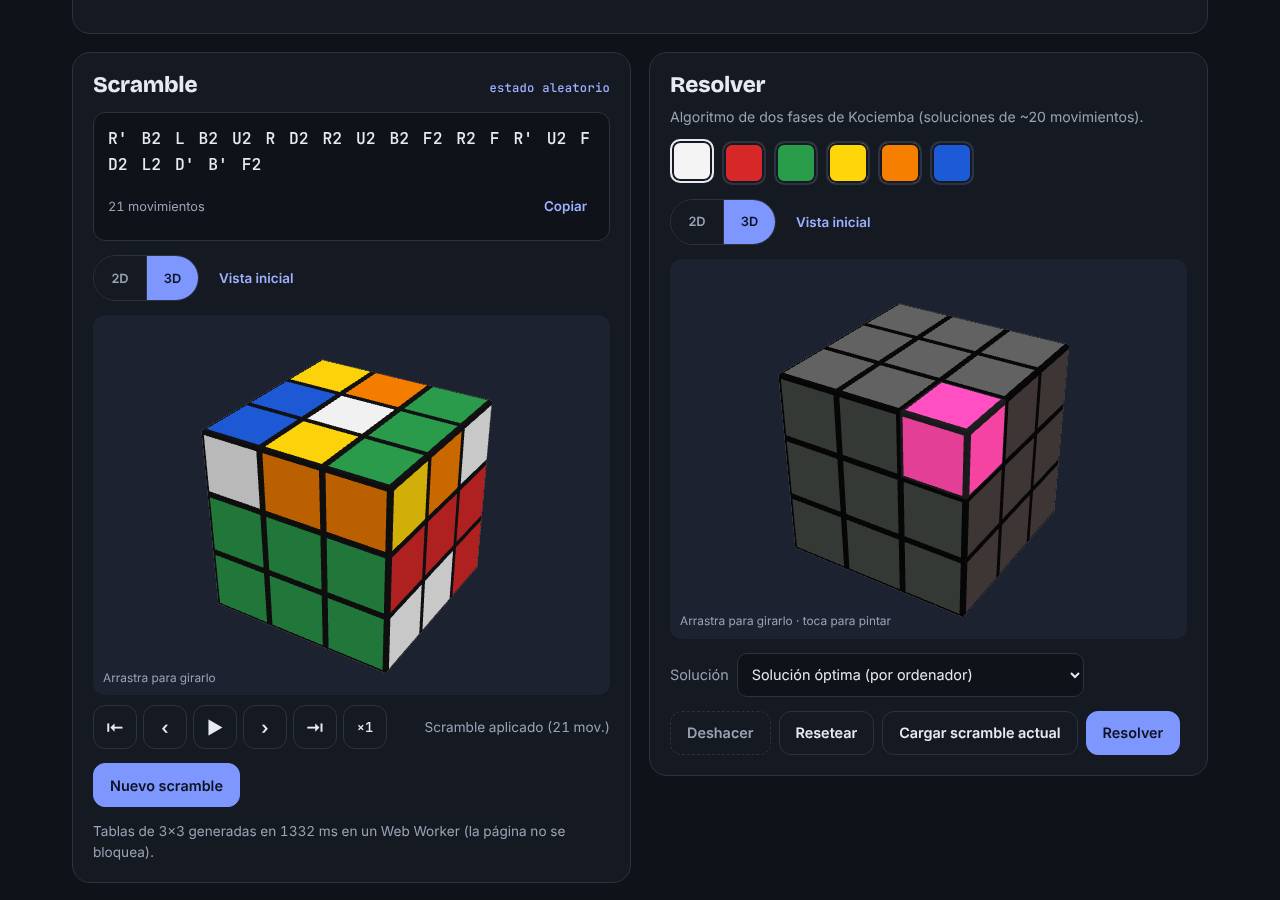 Scramble
estado aleatorio
R' B2 L B2 U2 R D2 R2 U2 B2 F2 R2 F R' U2 F
D2 L2 D' B' F2
21 movimientos
Copiar
2D
3D
Vista inicial
Arrastra para girarlo
×1
Scramble aplicado (21 mov.)
Nuevo scramble
Tablas de 3×3 generadas en 1332 ms en un Web Worker (la página no se
bloquea).
Resolver
Algoritmo de dos fases de Kociemba (soluciones de ~20 movimientos).
2D
3D
Vista inicial
Arrastra para girarlo · toca para pintar
Solución
Solución óptima (por ordenador)
Deshacer
Resetear
Cargar scramble actual
Resolver